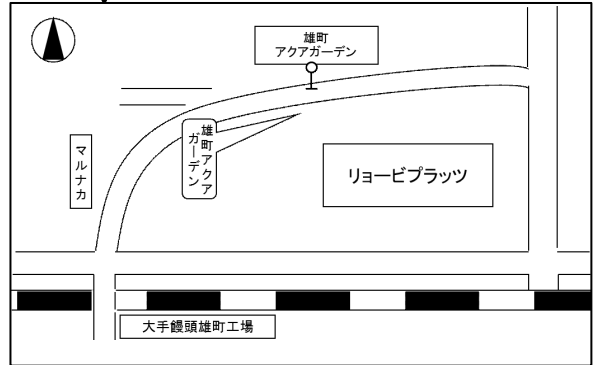 雄町
アクアガーデン
雄町アクア
ガーデン
マルナカ
リョービプラッツ
大手饅頭雄町工場